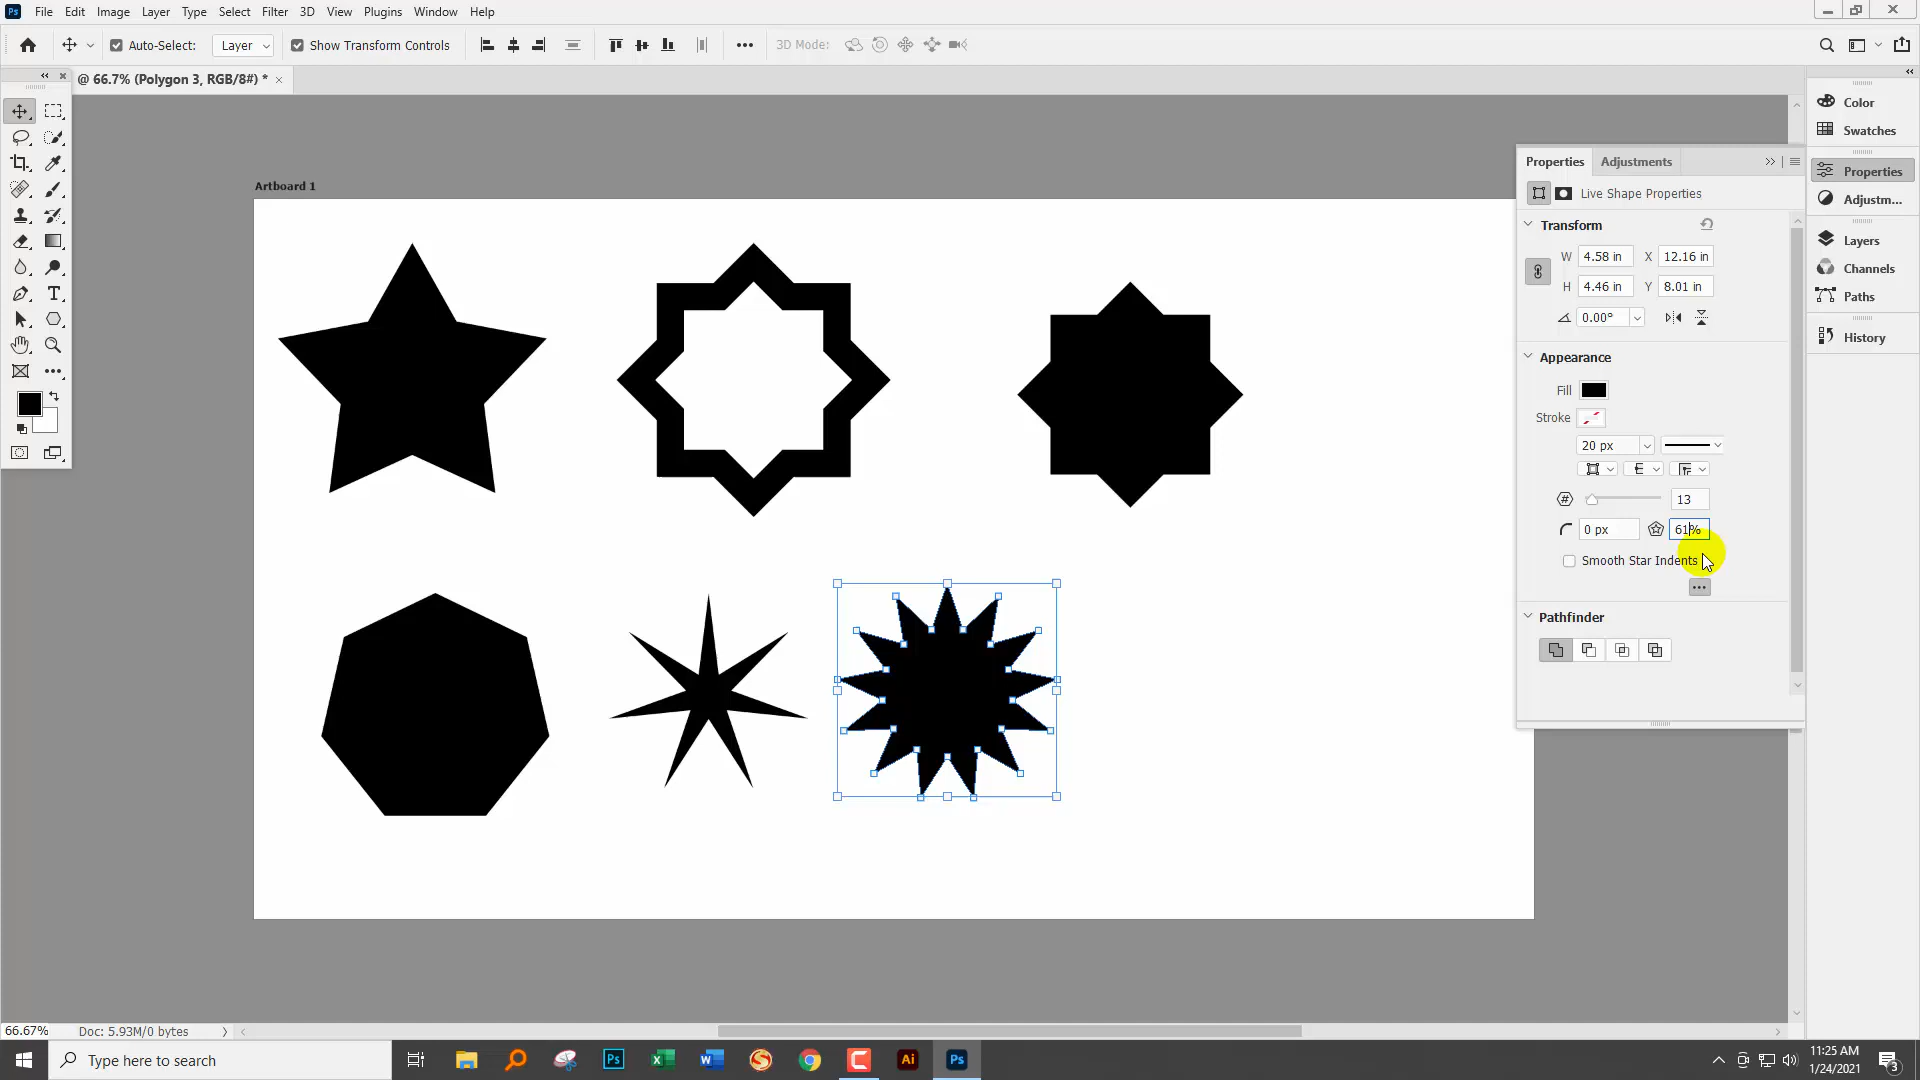 Ps File Edit Image Layer Type Select Filter 3D View Plugins Window Help
Auto-Select: Layer Show Transform Controls 3D Mode:
@ 66.7% (Polygon 3, RGB/8#) *
Artboard 1
Properties Adjustments
Live Shape Properties
Transform
W 4.58 in X 12.16 in
H 4.46 in Y 8.01 in
0.00°
Appearance
Fill
Stroke
20 px
13
0 px 61%
Smooth Star Indents
Pathfinder
Color
Swatches
Properties
Adjustm...
Layers
Channels
Paths
History
T
66.67% Doc: 5.93M/0 bytes
Type here to search
Ps
Ai
Ps
11:25 AM
1/24/2021
3